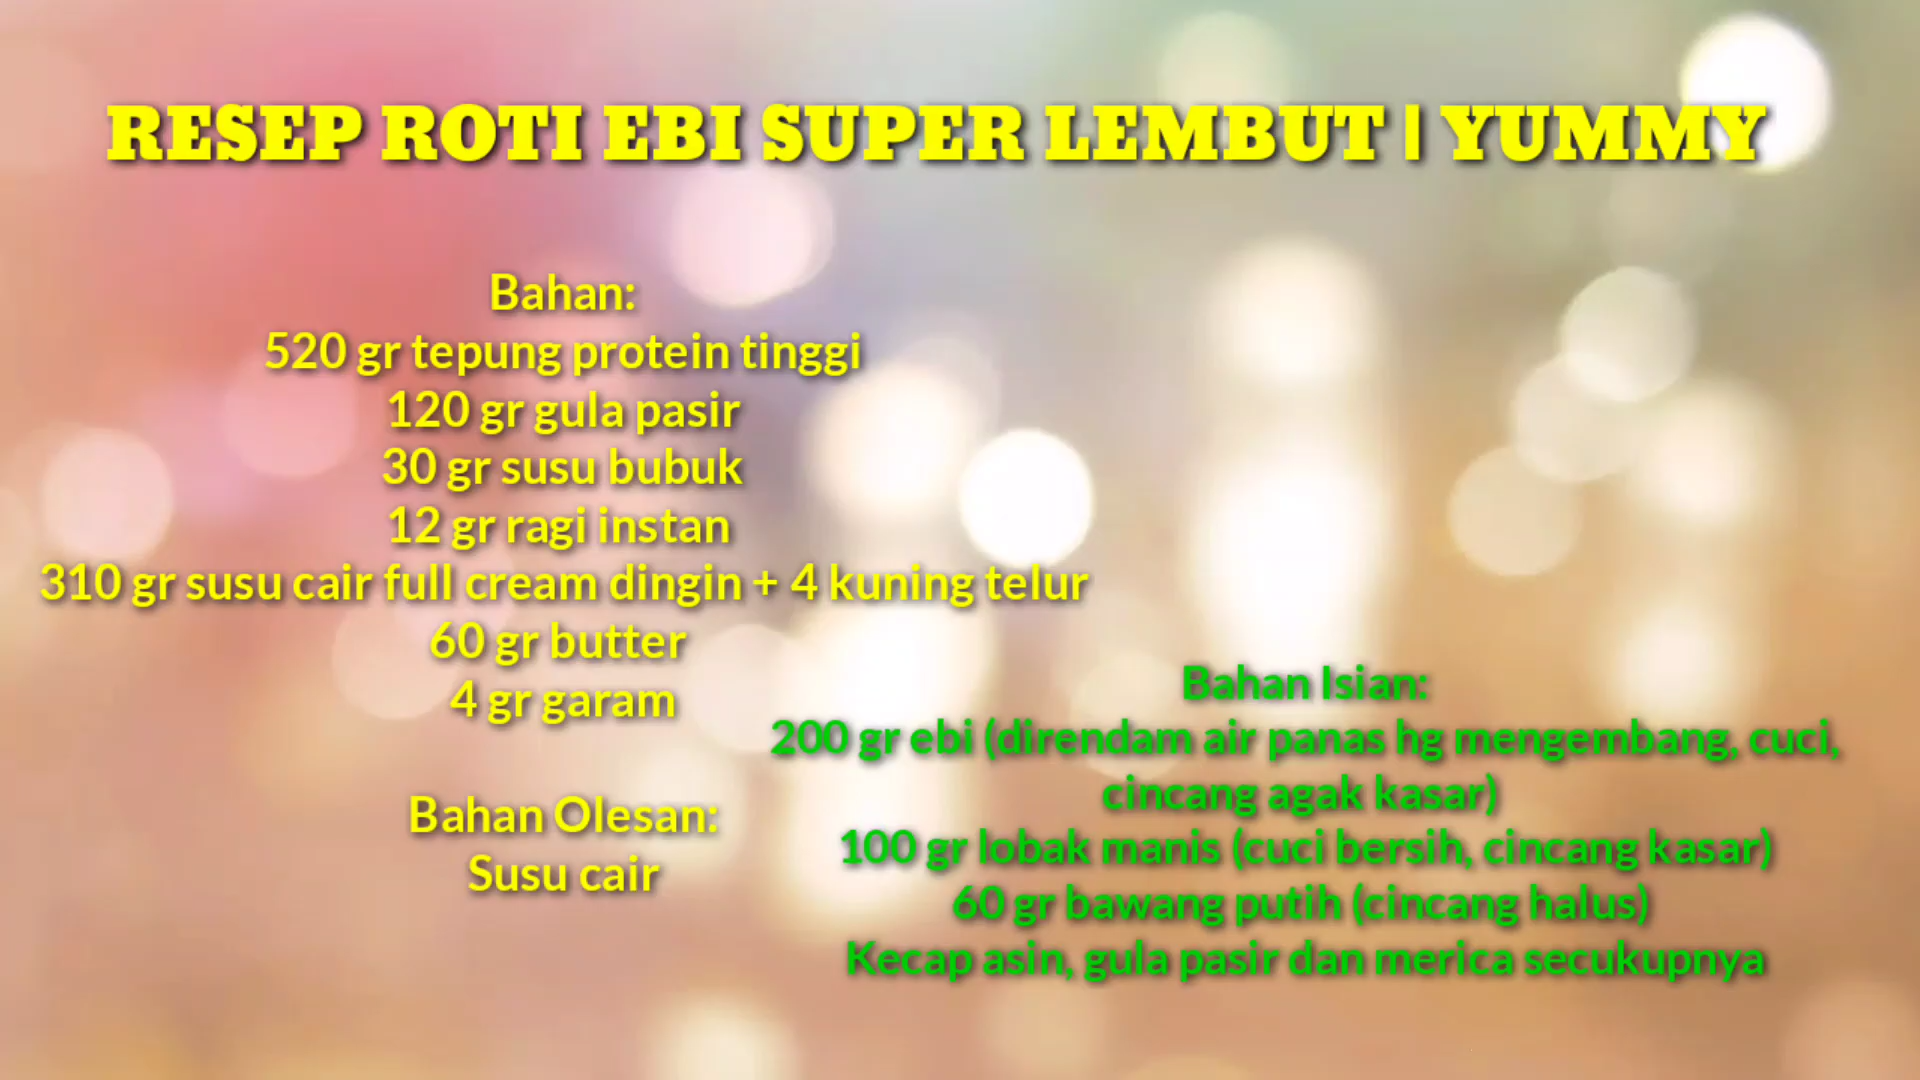 RESEP ROTI EBI SUPER LEMBUT | YUMMY
Bahan:
520 gr tepung protein tinggi
120 gr gula pasir
30 gr susu bubuk
12 gr ragi instan
310 gr susu cair full cream dingin + 4 kuning telur
60 gr butter
4 gr garam
Bahan Olesan:
Susu cair
Bahan Isian:
200 gr ebi (direndam air panas hg mengembang, cuci,
cincang agak kasar)
100 gr lobak manis (cuci bersih, cincang kasar)
60 gr bawang putih (cincang halus)
Kecap asin, gula pasir dan merica secukupnya